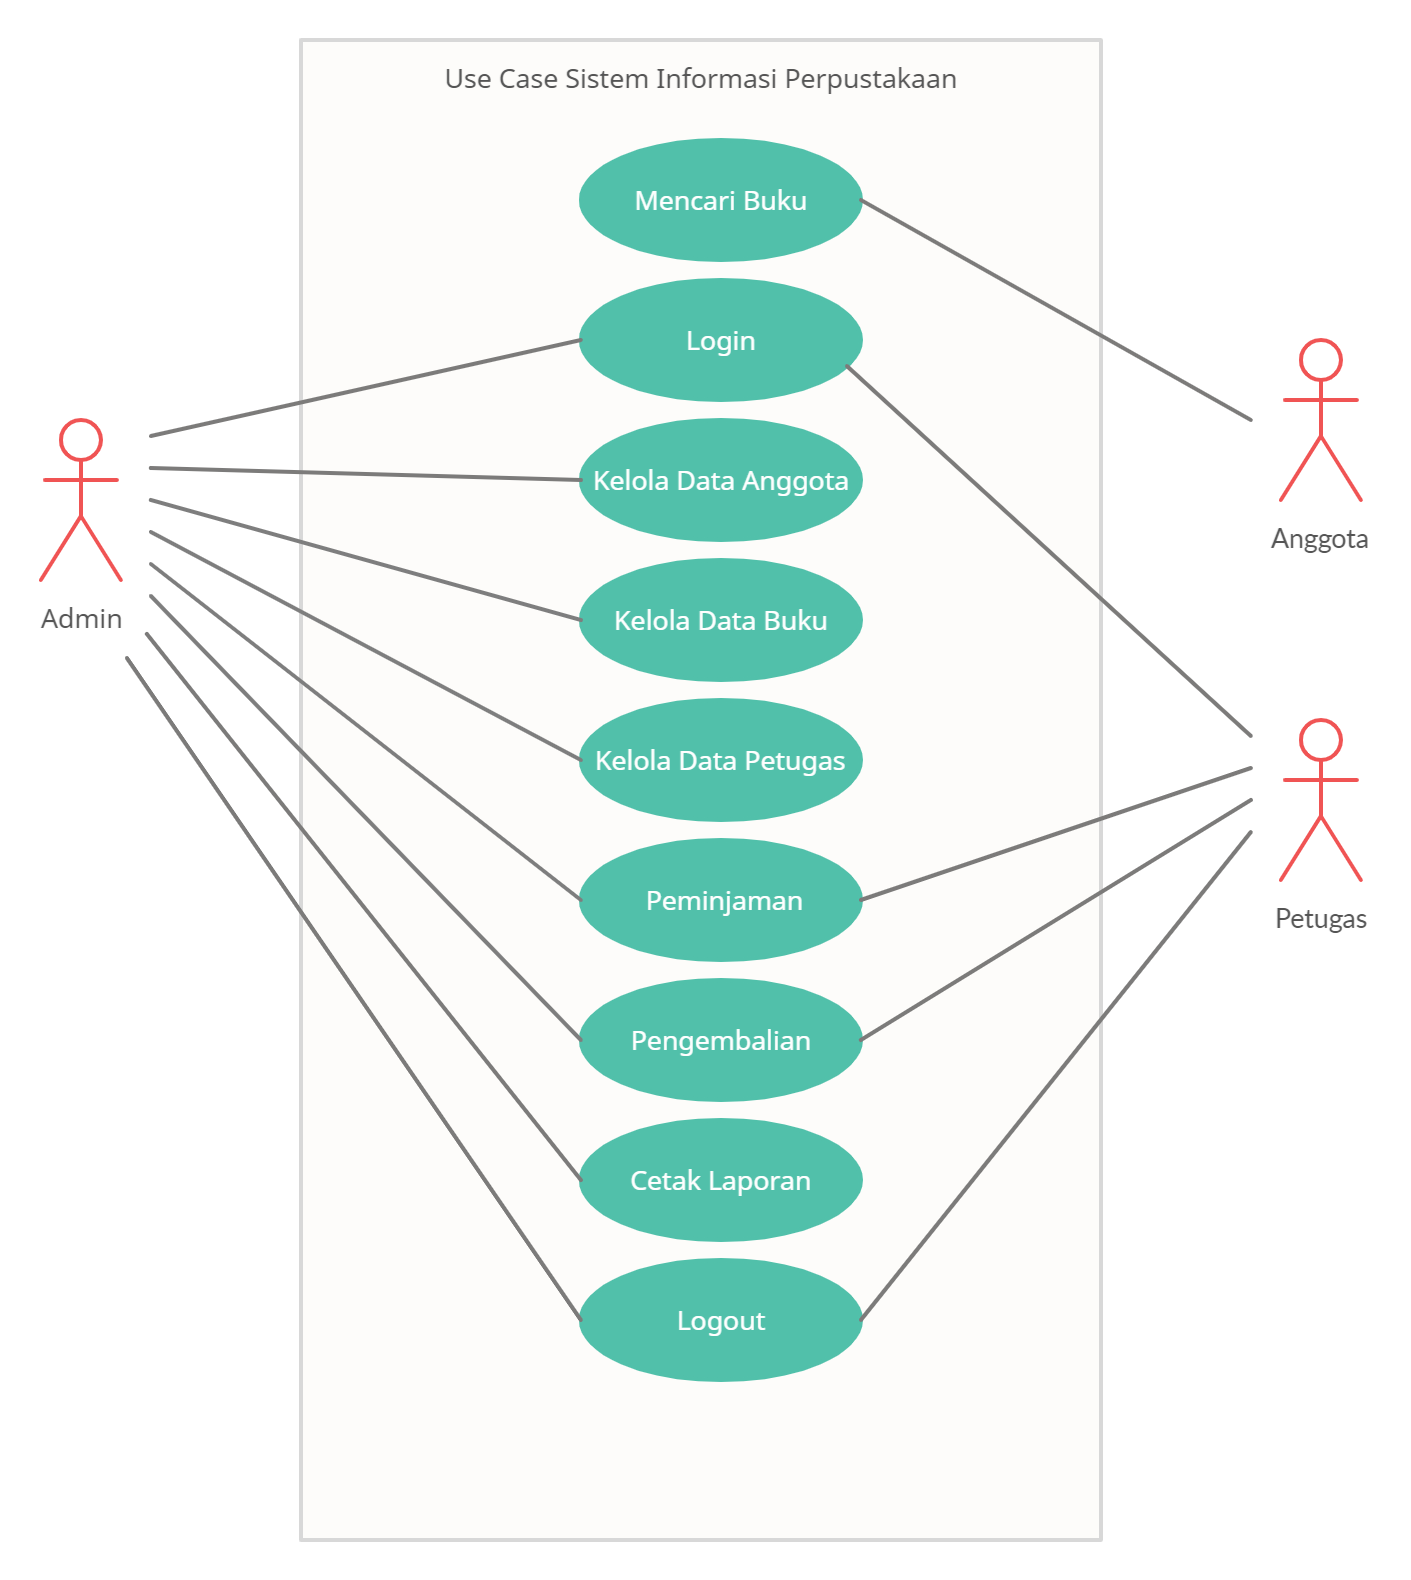 Use Case Sistem Informasi Perpustakaan
Mencari Buku
Login
Kelola Data Anggota
Anggota
Admin
Kelola Data Buku
Kelola Data Petugas
Peminjaman
Petugas
Pengembalian
Cetak Laporan
Logout